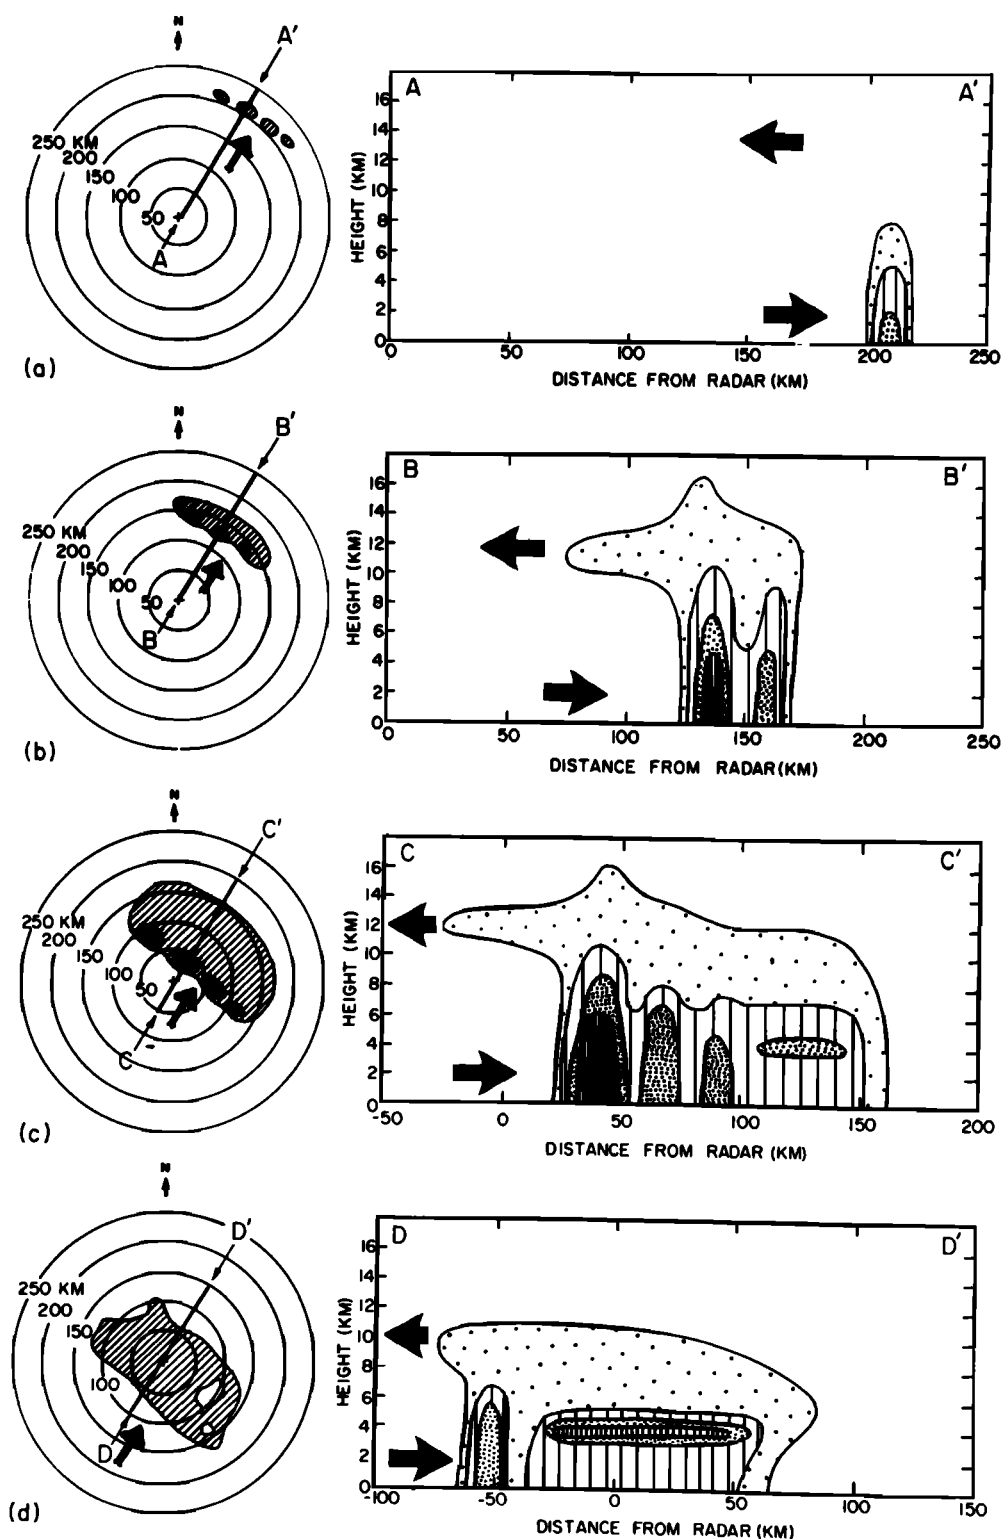 N
A'
250 KM
200
150
100
50
A
(a)
A
A'
16
14
12
10
8
6
4
2
0
HEIGHT (KM)
0 50 100 150 200 250
DISTANCE FROM RADAR (KM)
N
B'
250 KM
200
150
100
50
B
(b)
B
B'
16
14
12
10
8
6
4
2
0
HEIGHT (KM)
0 50 100 150 200 250
DISTANCE FROM RADAR (KM)
N
C'
250 KM
200
150
100
50
C
(c)
C
C'
16
14
12
10
8
6
4
2
0
HEIGHT (KM)
-50 0 50 100 150 200
DISTANCE FROM RADAR (KM)
N
D'
250 KM
200
150
100
D
(d)
D
D'
16
14
12
10
8
6
4
2
0
HEIGHT (KM)
-100 -50 0 50 100 150
DISTANCE FROM RADAR (KM)